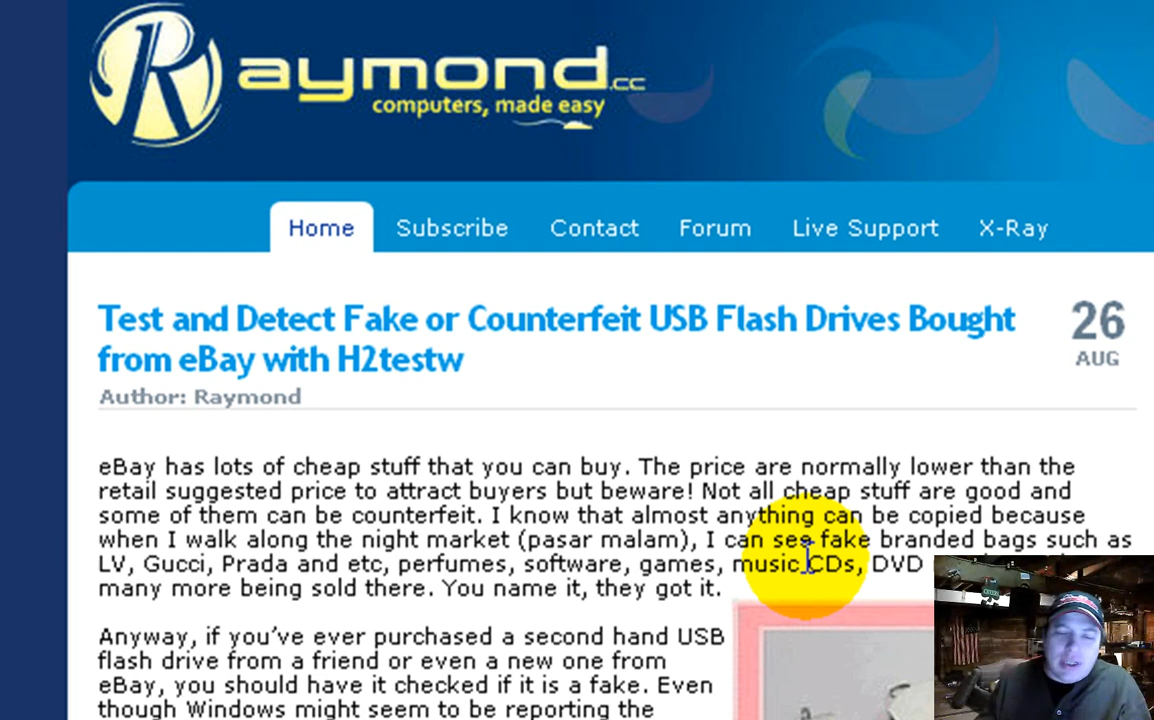 Raymond.cc
computers, made easy
Home Subscribe Contact Forum Live Support X-Ray
Test and Detect Fake or Counterfeit USB Flash Drives Bought
from eBay with H2testw
26
AUG
Author: Raymond
eBay has lots of cheap stuff that you can buy. The price are normally lower than the
retail suggested price to attract buyers but beware! Not all cheap stuff are good and
some of them can be counterfeit. I know that almost anything can be copied because
when I walk along the night market (pasar malam), I can see fake branded bags such as
LV, Gucci, Prada and etc, perfumes, software, games, music CDs, DVD
many more being sold there. You name it, they got it.
Anyway, if you've ever purchased a second hand USB
flash drive from a friend or even a new one from
eBay, you should have it checked if it is a fake. Even
though Windows might seem to be reporting the